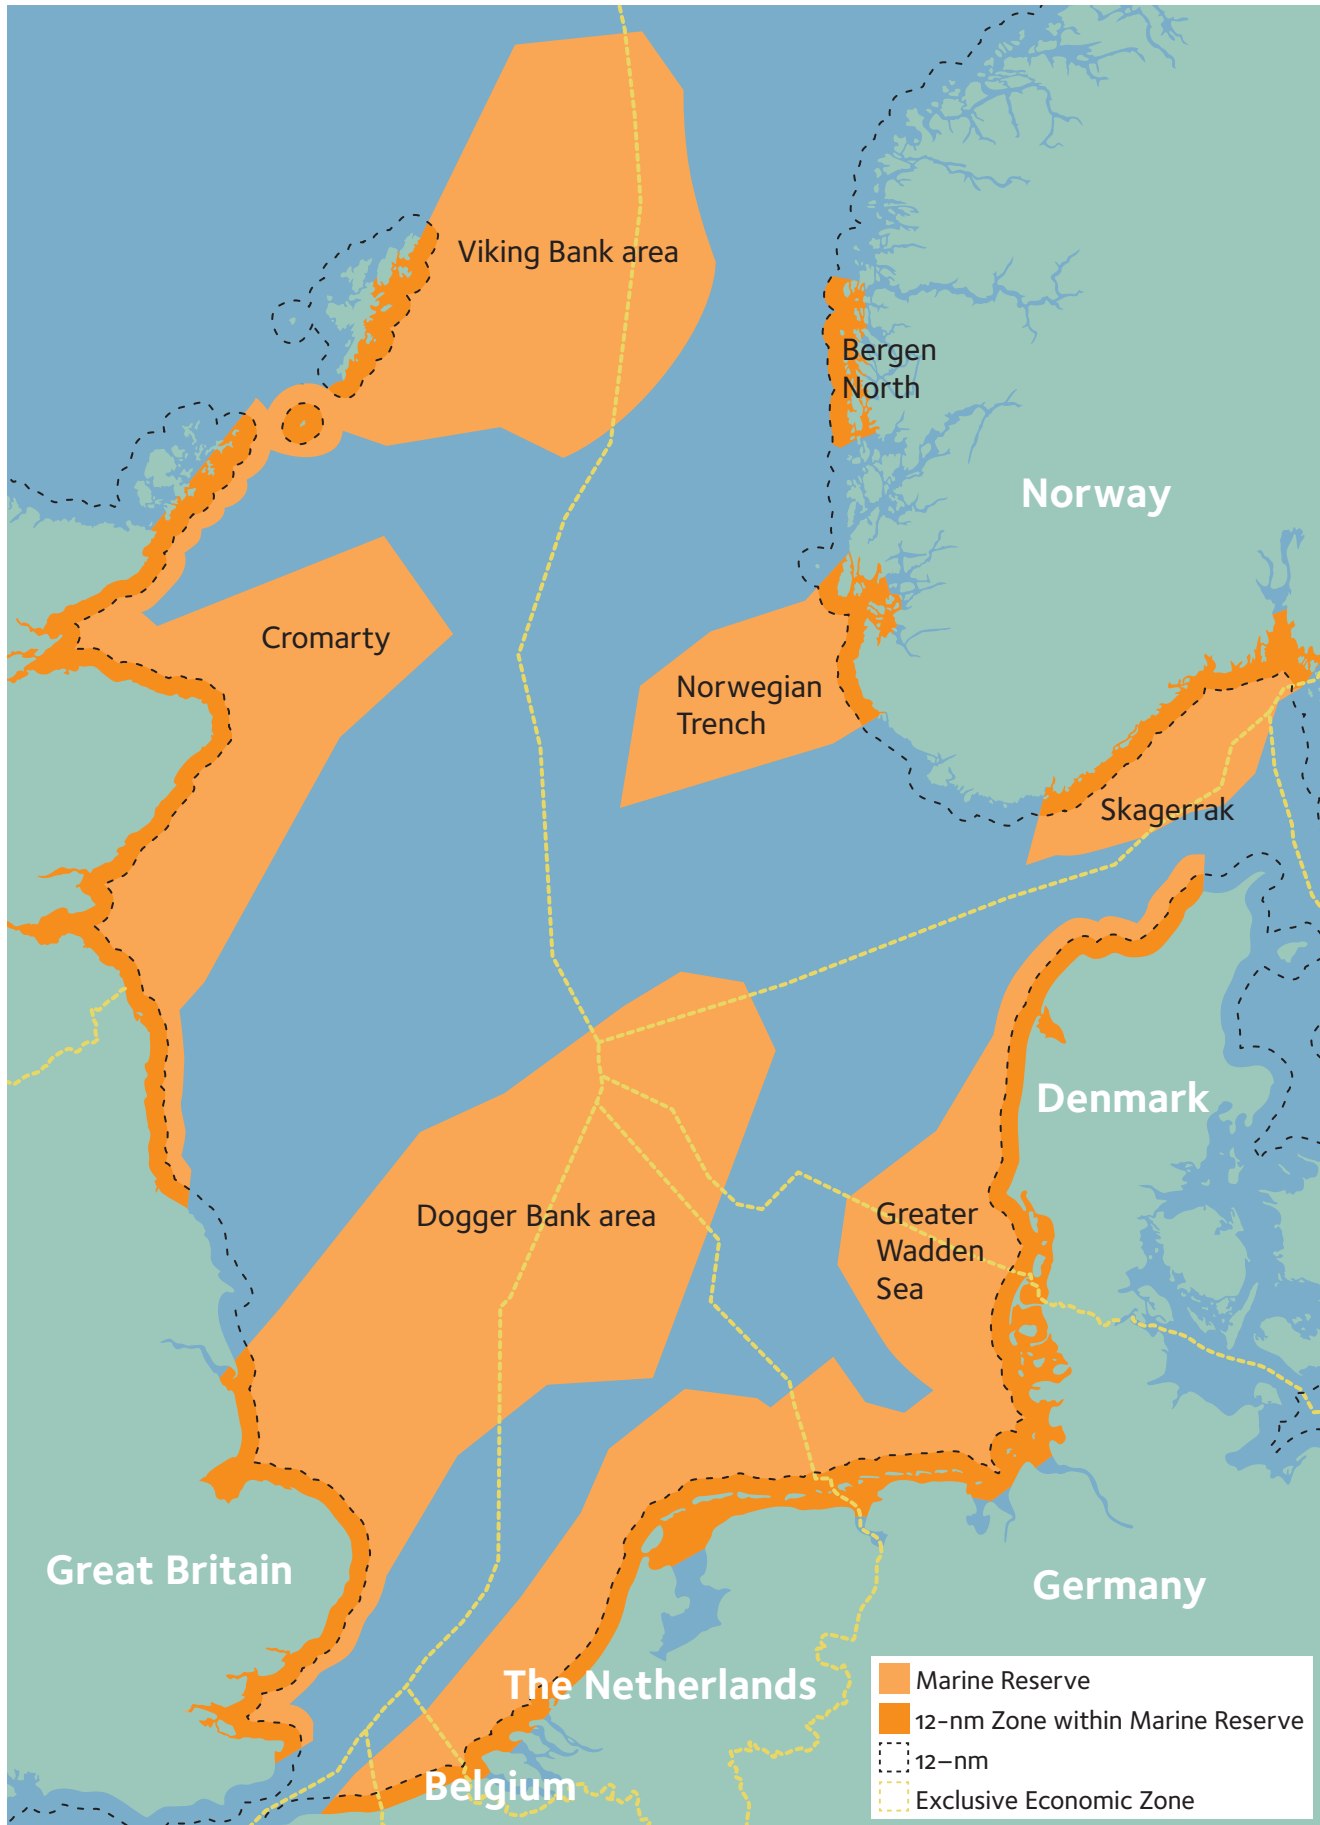 Viking Bank area
Bergen
North
Norway
Cromarty
Norwegian
Trench
Skagerrak
Denmark
Dogger Bank area
Greater
Wadden
Sea
Great Britain
Germany
The Netherlands
Belgium
Marine Reserve
12-nm Zone within Marine Reserve
12–nm
Exclusive Economic Zone